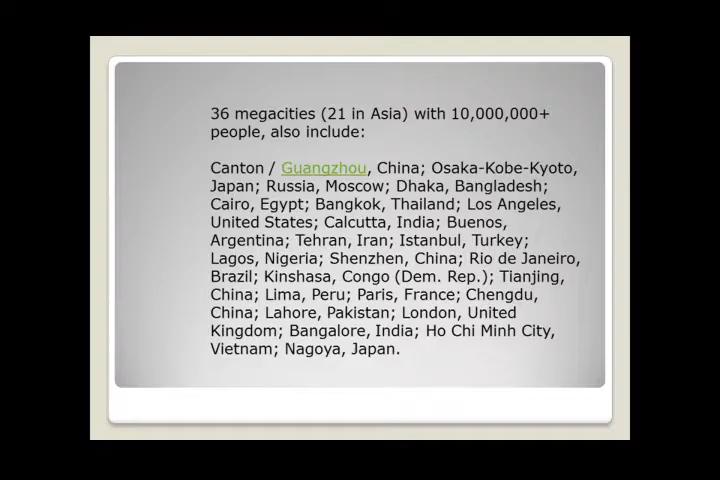 36 megacities (21 in Asia) with 10,000,000+
people, also include:
Canton / Guangzhou, China; Osaka-Kobe-Kyoto,
Japan; Russia, Moscow; Dhaka, Bangladesh;
Cairo, Egypt; Bangkok, Thailand; Los Angeles,
United States; Calcutta, India; Buenos,
Argentina; Tehran, Iran; Istanbul, Turkey;
Lagos, Nigeria; Shenzhen, China; Rio de Janeiro,
Brazil; Kinshasa, Congo (Dem. Rep.); Tianjing,
China; Lima, Peru; Paris, France; Chengdu,
China; Lahore, Pakistan; London, United
Kingdom; Bangalore, India; Ho Chi Minh City,
Vietnam; Nagoya, Japan.